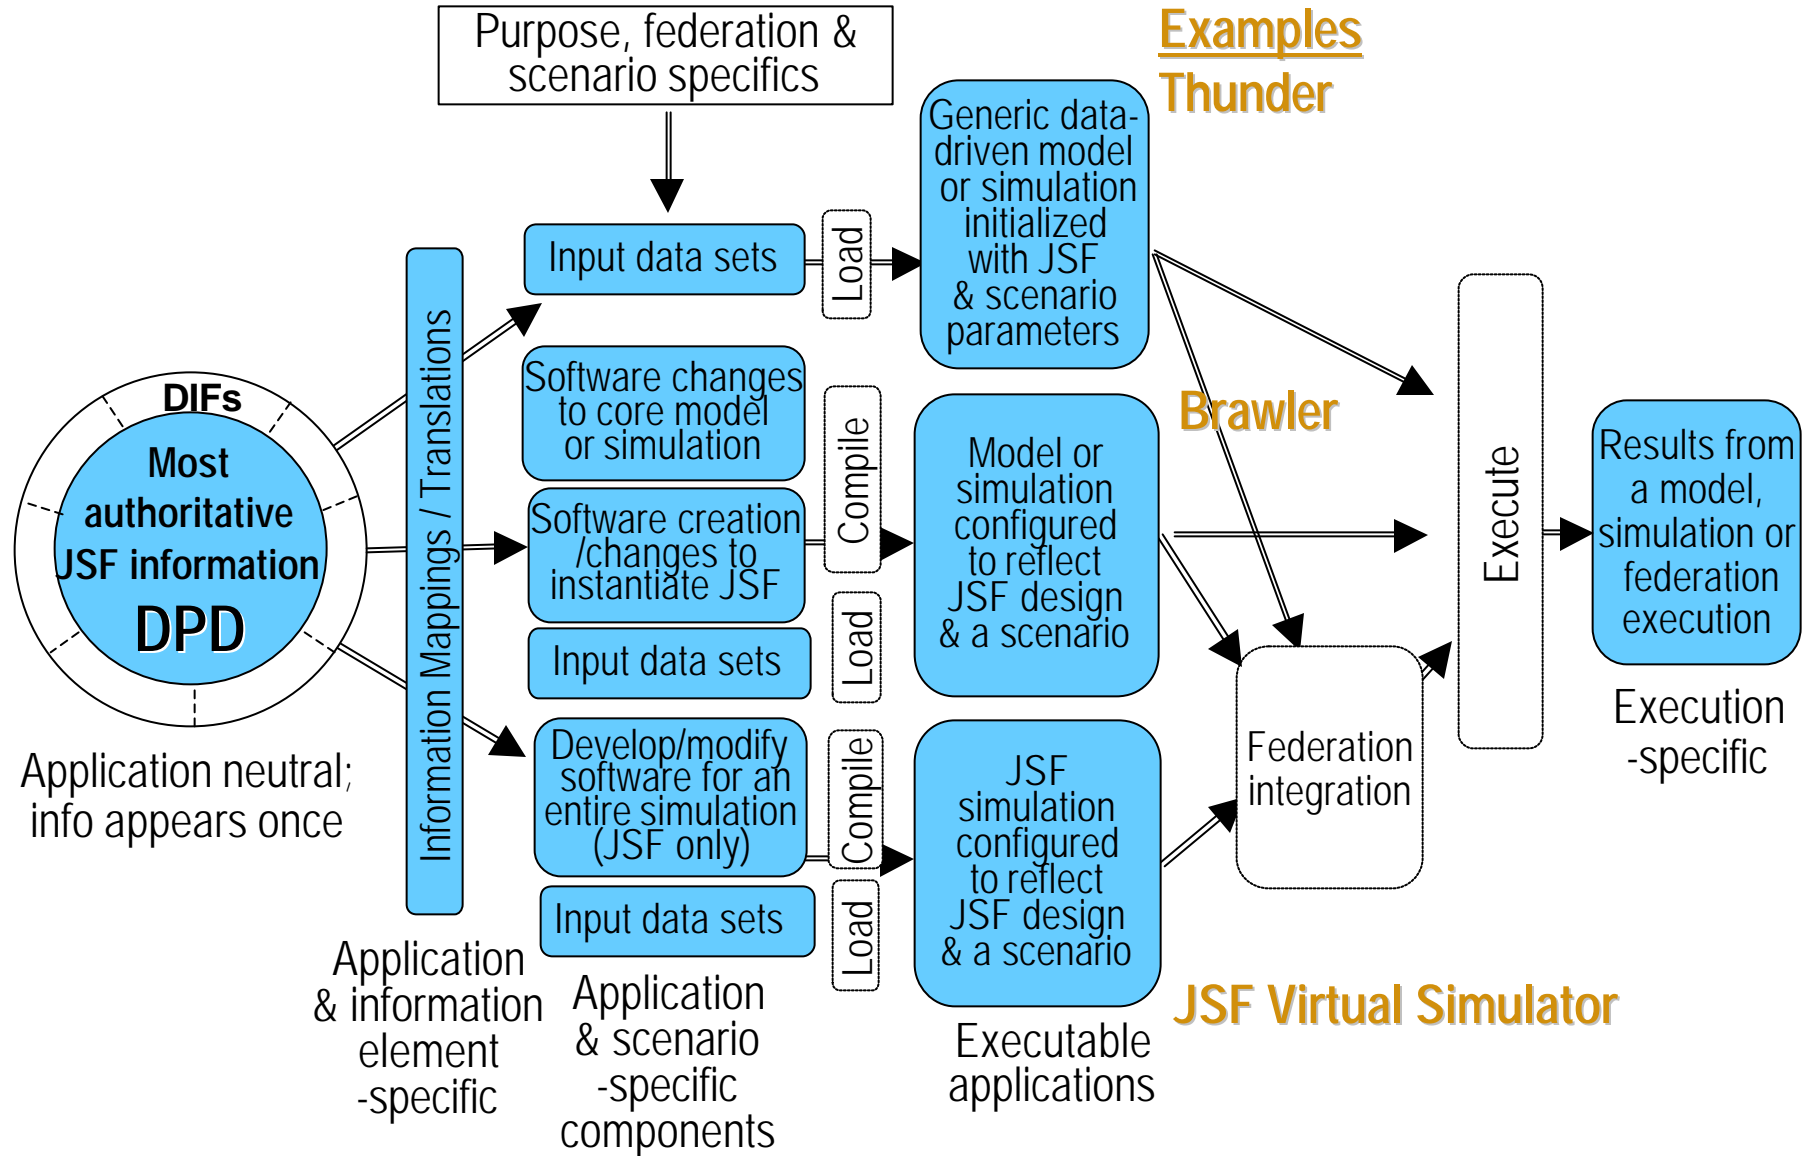 Purpose, federation &
scenario specifics
Examples
Thunder
Generic data-
driven model
or simulation
initialized
with JSF
& scenario
parameters
Input data sets
Load
DIFs
Most
authoritative
JSF information
DPD
Application neutral;
info appears once
Information Mappings / Translations
Software changes
to core model
or simulation
Software creation
/changes to
instantiate JSF
Input data sets
Compile
Load
Brawler
Model or
simulation
configured
to reflect
JSF design
& a scenario
Develop/modify
software for an
entire simulation
(JSF only)
Input data sets
Compile
Load
JSF
simulation
configured
to reflect
JSF design
& a scenario
Federation
integration
Execute
Results from
a model,
simulation or
federation
execution
Execution
-specific
JSF Virtual Simulator
Application
& information
element
-specific
Application
& scenario
-specific
components
Executable
applications